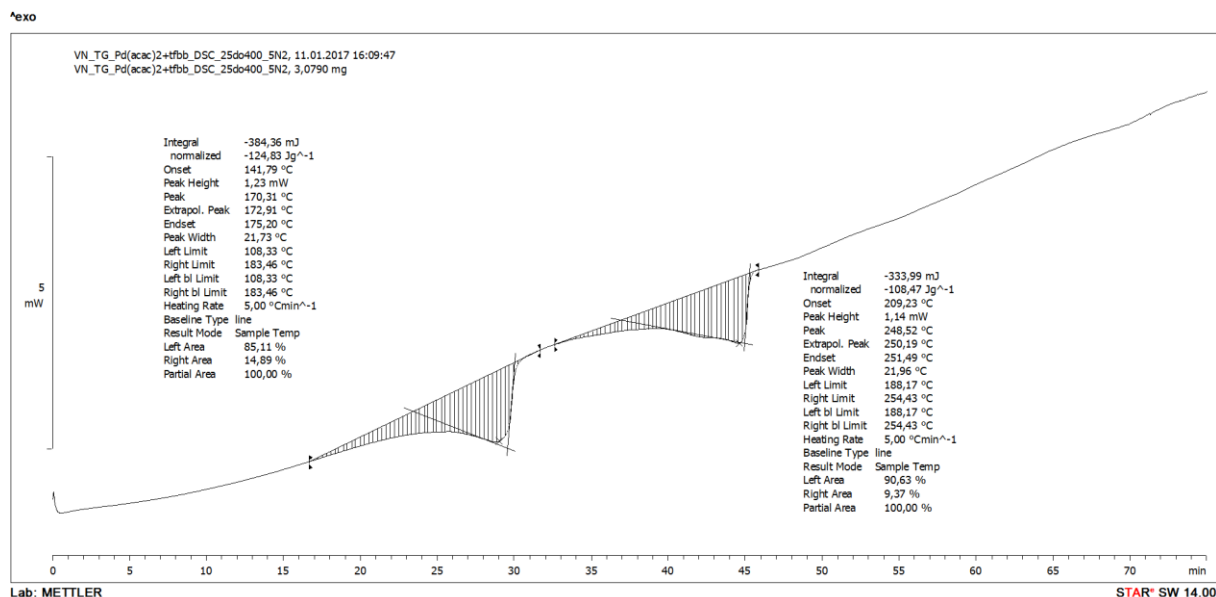 ^exo
VN_TG_Pd(acac)2+tfbb_DSC_25do400_5N2, 11.01.2017 16:09:47
VN_TG_Pd(acac)2+tfbb_DSC_25do400_5N2, 3,0790 mg
Integral -384,36 mJ
normalized -124,83 Jg^-1
Onset 141,79 °C
Peak Height 1,23 mW
Peak 170,31 °C
Extrapol. Peak 172,91 °C
Endset 175,20 °C
Peak Width 21,73 °C
Left Limit 108,33 °C
Right Limit 183,46 °C
Left bl Limit 108,33 °C
Right bl Limit 183,46 °C
Heating Rate 5,00 °Cmin^-1
Baseline Type line
Result Mode Sample Temp
Left Area 85,11 %
Right Area 14,89 %
Partial Area 100,00 %
5
mW
Integral -333,99 mJ
normalized -108,47 Jg^-1
Onset 209,23 °C
Peak Height 1,14 mW
Peak 248,52 °C
Extrapol. Peak 250,19 °C
Endset 251,49 °C
Peak Width 21,96 °C
Left Limit 188,17 °C
Right Limit 254,43 °C
Left bl Limit 188,17 °C
Right bl Limit 254,43 °C
Heating Rate 5,00 °Cmin^-1
Baseline Type line
Result Mode Sample Temp
Left Area 90,63 %
Right Area 9,37 %
Partial Area 100,00 %
0 5 10 15 20 25 30 35 40 45 50 55 60 65 70 min
Lab: METTLER STAR® SW 14.00